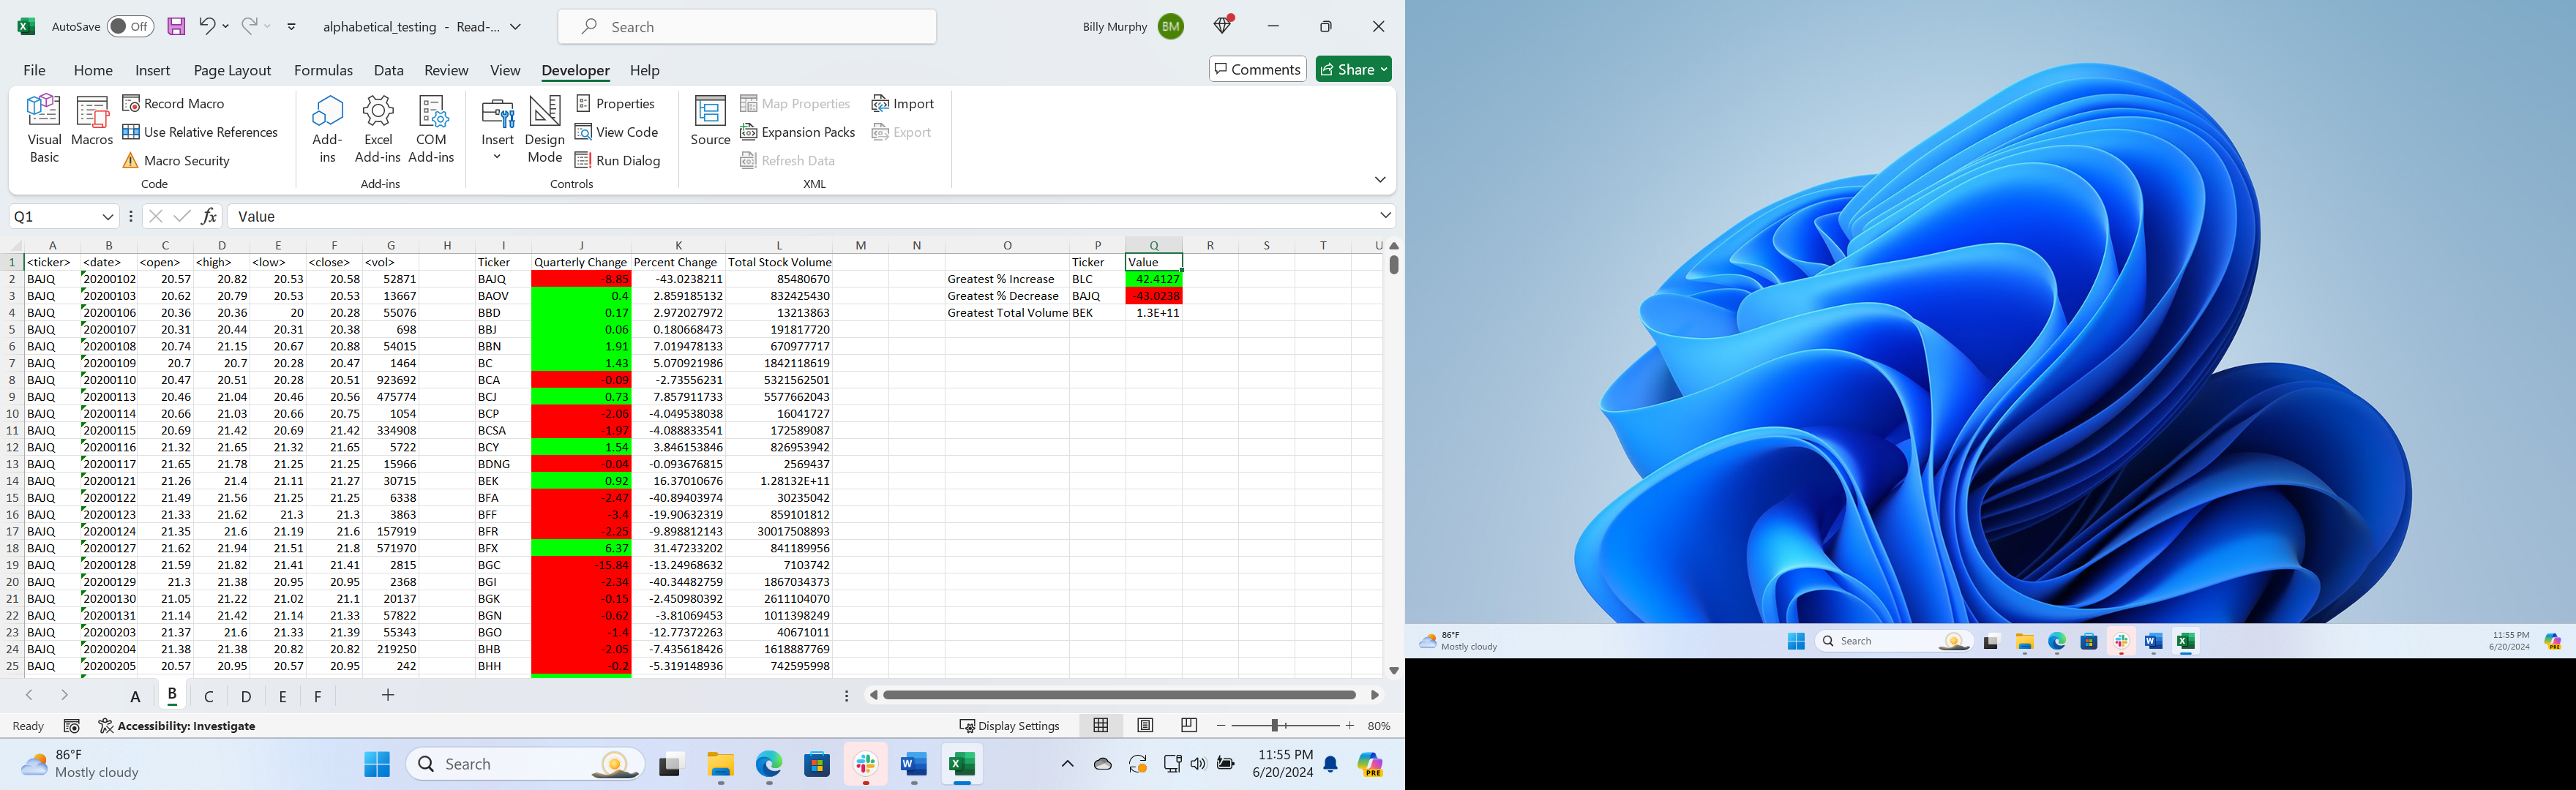 AutoSave Off alphabetical_testing - Read-... Search Billy Murphy BM
File Home Insert Page Layout Formulas Data Review View Developer Help Comments Share
Visual Basic Macros Record Macro Use Relative References Macro Security Code
Add-ins Excel Add-ins COM Add-ins Add-ins
Insert Design Mode Properties View Code Run Dialog Controls
Source Map Properties Expansion Packs Refresh Data Import Export XML
Q1 fx Value
A B C D E F G H I J K L M N O P Q R S T U
1 <ticker> <date> <open> <high> <low> <close> <vol> Ticker Quarterly Change Percent Change Total Stock Volume Ticker Value
2 BAJQ 20200102 20.57 20.82 20.53 20.58 52871 BAJQ -8.85 -43.0238211 85480670 Greatest % Increase BLC 42.4127
3 BAJQ 20200103 20.62 20.79 20.53 20.53 13667 BAOV 0.4 2.859185132 832425430 Greatest % Decrease BAJQ -43.0238
4 BAJQ 20200106 20.36 20.36 20 20.28 55076 BBD 0.17 2.972027972 13213863 Greatest Total Volume BEK 1.3E+11
5 BAJQ 20200107 20.31 20.44 20.31 20.38 698 BBJ 0.06 0.180668473 191817720
6 BAJQ 20200108 20.74 21.15 20.67 20.88 54015 BBN 1.91 7.019478133 670977717
7 BAJQ 20200109 20.7 20.7 20.28 20.47 1464 BC 1.43 5.070921986 1842118619
8 BAJQ 20200110 20.47 20.51 20.28 20.51 923692 BCA -0.09 -2.73556231 5321562501
9 BAJQ 20200113 20.46 21.04 20.46 20.56 475774 BCJ 0.73 7.857911733 5577662043
10 BAJQ 20200114 20.66 21.03 20.66 20.75 1054 BCP -2.06 -4.049538038 16041727
11 BAJQ 20200115 20.69 21.42 20.69 21.42 334908 BCSA -1.97 -4.088833541 172589087
12 BAJQ 20200116 21.32 21.65 21.32 21.65 5722 BCY 1.54 3.846153846 826953942
13 BAJQ 20200117 21.65 21.78 21.25 21.25 15966 BDNG -0.04 -0.093676815 2569437
14 BAJQ 20200121 21.26 21.4 21.11 21.27 30715 BEK 0.92 16.37010676 1.28132E+11
15 BAJQ 20200122 21.49 21.56 21.25 21.25 6338 BFA -2.47 -40.89403974 30235042
16 BAJQ 20200123 21.33 21.62 21.3 21.3 3863 BFF -3.4 -19.90632319 859101812
17 BAJQ 20200124 21.35 21.6 21.19 21.6 157919 BFR -2.25 -9.898812143 30017508893
18 BAJQ 20200127 21.62 21.94 21.51 21.8 571970 BFX 6.37 31.47233202 841189956
19 BAJQ 20200128 21.59 21.82 21.41 21.41 2815 BGC -15.84 -13.24968632 7103742
20 BAJQ 20200129 21.3 21.38 20.95 20.95 2368 BGI -2.34 -40.34482759 1867034373
21 BAJQ 20200130 21.05 21.22 21.02 21.1 20137 BGK -0.15 -2.450980392 2611104070
22 BAJQ 20200131 21.14 21.42 21.14 21.33 57822 BGN -0.62 -3.81069453 1011398249
23 BAJQ 20200203 21.37 21.6 21.33 21.39 55343 BGO -1.4 -12.77372263 40671011
24 BAJQ 20200204 21.38 21.38 20.82 20.82 219250 BHB -2.05 -7.435618426 1618887769
25 BAJQ 20200205 20.57 20.95 20.57 20.95 242 BHH -0.2 -5.319148936 742595998
A B C D E F
Ready Accessibility: Investigate Display Settings 80%
86°F Mostly cloudy Search 11:55 PM 6/20/2024 PRE
86°F Mostly cloudy Search 11:55 PM 6/20/2024 PRE